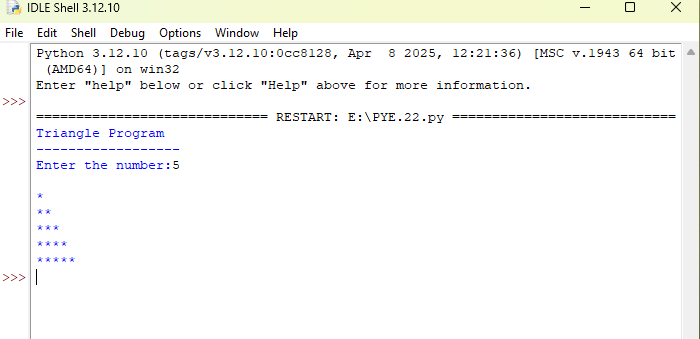 IDLE Shell 3.12.10
File Edit Shell Debug Options Window Help
Python 3.12.10 (tags/v3.12.10:0cc8128, Apr  8 2025, 12:21:36) [MSC v.1943 64 bit
 (AMD64)] on win32
Enter "help" below or click "Help" above for more information.
>>>
============================= RESTART: E:\PYE.22.py ============================
Triangle Program
------------------
Enter the number:5

*
**
***
****
*****
>>>